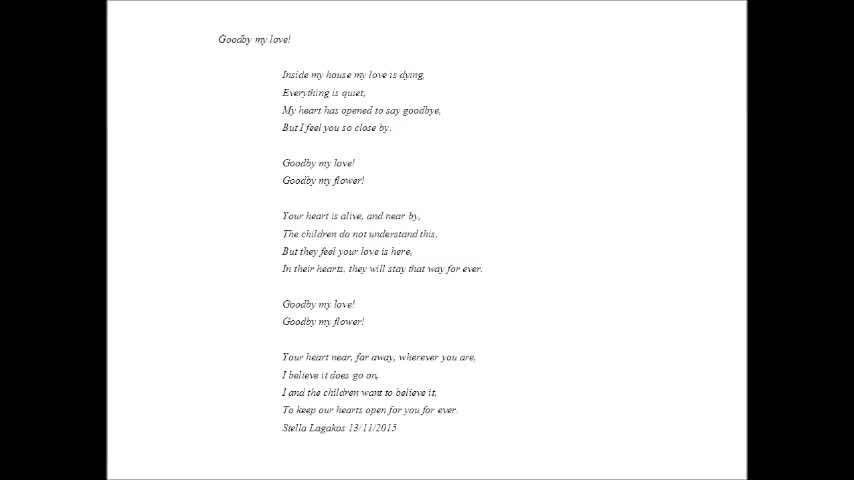 Goodby my love!
Inside my house my love is dying,
Everything is quiet,
My heart has opened to say goodbye,
But I feel you so close by.
Goodby my love!
Goodby my flower!
Your heart is alive, and near by,
The children do not understand this,
But they feel your love is here,
In their hearts, they will stay that way for ever.
Goodby my love!
Goodby my flower!
Your heart near, far away, wherever you are,
I believe it does go on,
I and the children want to believe it,
To keep our hearts open for you for ever.
Stella Lagakos 13/11/2015